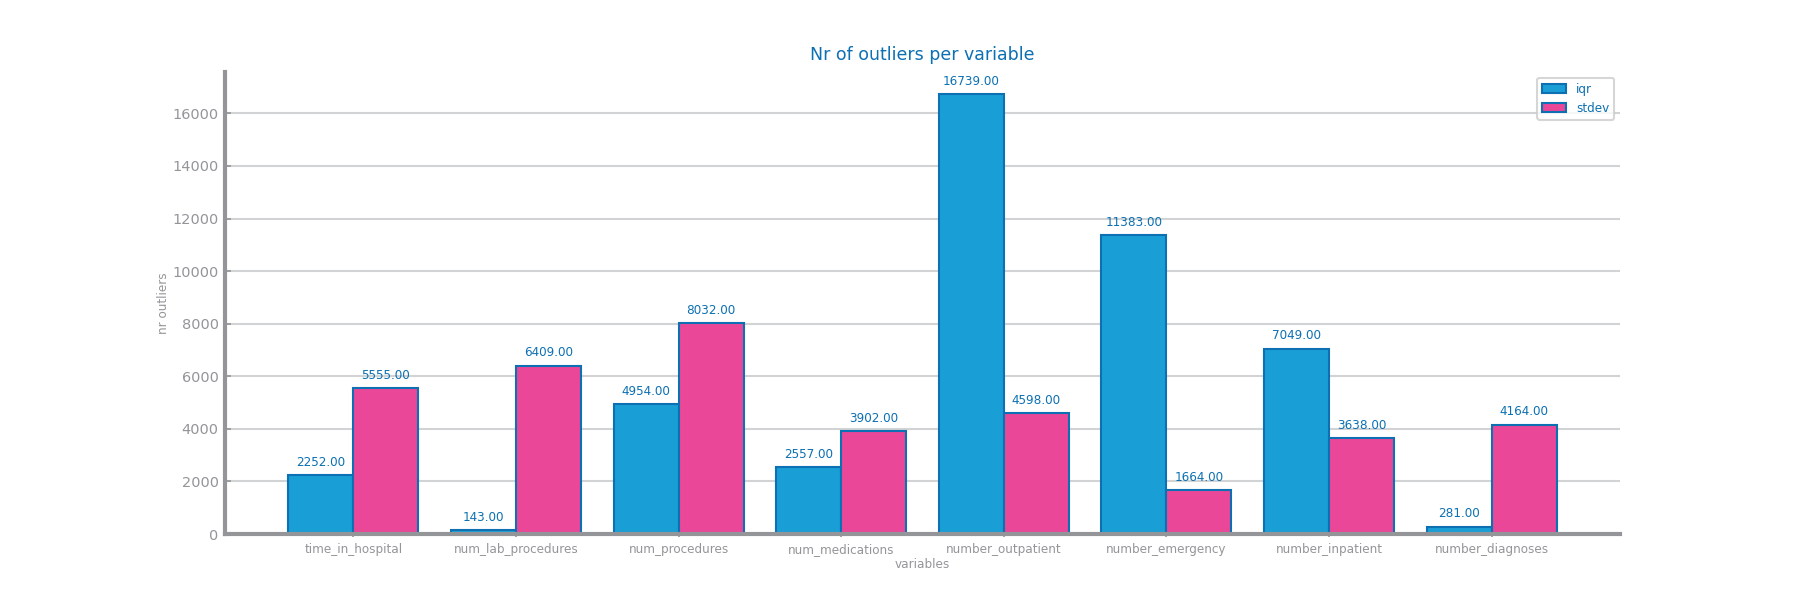 Nr of outliers per variable
iqr
stdev
nr outliers
16000
14000
12000
10000
8000
6000
4000
2000
0
2252.00
5555.00
143.00
6409.00
4954.00
8032.00
2557.00
3902.00
16739.00
4598.00
11383.00
1664.00
7049.00
3638.00
281.00
4164.00
time_in_hospital
num_lab_procedures
num_procedures
num_medications
number_outpatient
number_emergency
number_inpatient
number_diagnoses
variables